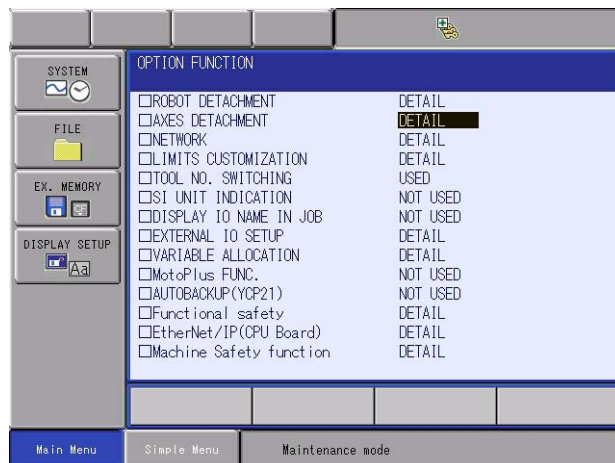 SYSTEM
FILE
EX. MEMORY
CF
DISPLAY SETUP
Aa
OPTION FUNCTION
□ROBOT DETACHMENT DETAIL
□AXES DETACHMENT DETAIL
□NETWORK DETAIL
□LIMITS CUSTOMIZATION DETAIL
□TOOL NO. SWITCHING USED
□SI UNIT INDICATION NOT USED
□DISPLAY IO NAME IN JOB NOT USED
□EXTERNAL IO SETUP DETAIL
□VARIABLE ALLOCATION DETAIL
□MotoPlus FUNC. NOT USED
□AUTOBACKUP(YCP21) NOT USED
□Functional safety DETAIL
□EtherNet/IP(CPU Board) DETAIL
□Machine Safety function DETAIL
Main Menu Simple Menu Maintenance mode